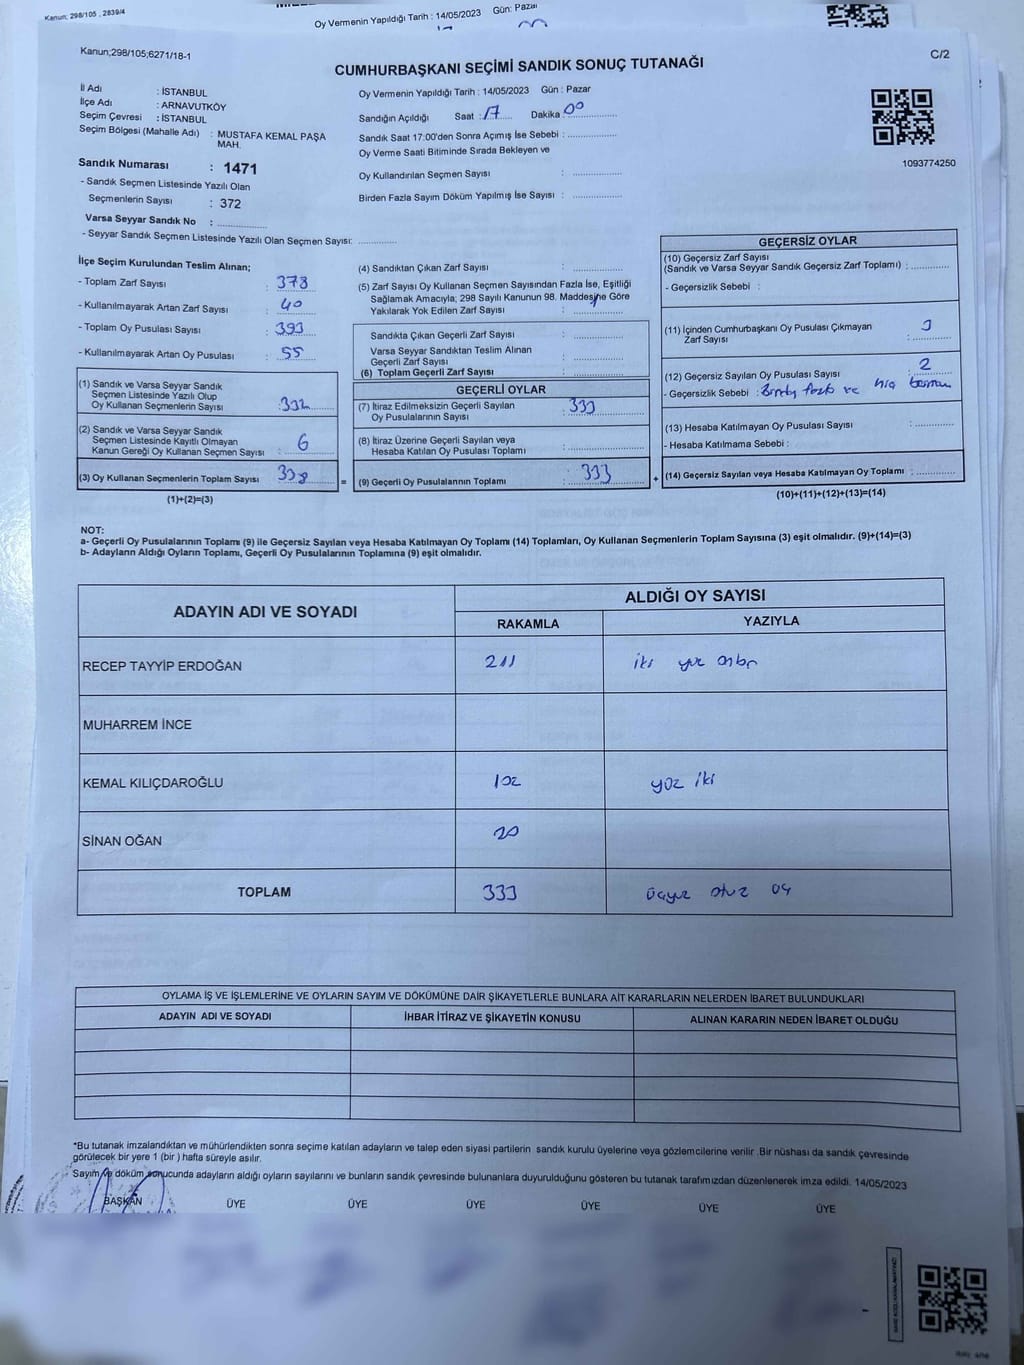 Kanun; 298/105 , 2839/4
Oy Vermenin Yapıldığı Tarih : 14/05/2023 Gün: Pazar
Kanun;298/105;6271/18-1
C/2
CUMHURBAŞKANI SEÇİMİ SANDIK SONUÇ TUTANAĞI
İl Adı : İSTANBUL
İlçe Adı : ARNAVUTKÖY
Seçim Çevresi : İSTANBUL
Seçim Bölgesi (Mahalle Adı) : MUSTAFA KEMAL PAŞA
MAH.
Sandık Numarası : 1471
- Sandık Seçmen Listesinde Yazılı Olan
Seçmenlerin Sayısı : 372
Varsa Seyyar Sandık No : ..............
- Seyyar Sandık Seçmen Listesinde Yazılı Olan Seçmen Sayısı: ............
Oy Vermenin Yapıldığı Tarih : 14/05/2023 Gün : Pazar
Sandığın Açıldığı Saat : 17 Dakika 00
Sandık Saat 17:00'den Sonra Açımış İse Sebebi : ..............
Oy Verme Saati Bitiminde Sırada Bekleyen ve
Oy Kullandırılan Seçmen Sayısı : ..............
Birden Fazla Sayım Döküm Yapılmış İse Sayısı : ..............
1093774250
İlçe Seçim Kurulundan Teslim Alınan;
- Toplam Zarf Sayısı : 378
- Kullanılmayarak Artan Zarf Sayısı : 40
- Toplam Oy Pusulası Sayısı : 393
- Kullanılmayarak Artan Oy Pusulası : 55
(1) Sandık ve Varsa Seyyar Sandık
Seçmen Listesinde Yazılı Olup
Oy Kullanan Seçmenlerin Sayısı : 332
(2) Sandık ve Varsa Seyyar Sandık
Seçmen Listesinde Kayıtlı Olmayan
Kanun Gereği Oy Kullanan Seçmen Sayısı : 6
(3) Oy Kullanan Seçmenlerin Toplam Sayısı : 338
(1)+(2)=(3)
=
(4) Sandıktan Çıkan Zarf Sayısı : ..............
(5) Zarf Sayısı Oy Kullanan Seçmen Sayısından Fazla İse, Eşitliği
Sağlamak Amacıyla; 298 Sayılı Kanunun 98. Maddesine Göre
Yakılarak Yok Edilen Zarf Sayısı : ..............
Sandıkta Çıkan Geçerli Zarf Sayısı : ..............
Varsa Seyyar Sandıktan Teslim Alınan
Geçerli Zarf Sayısı : ..............
(6) Toplam Geçerli Zarf Sayısı : ..............
GEÇERLİ OYLAR
(7) İtiraz Edilmeksizin Geçerli Sayılan
Oy Pusulalarının Sayısı : 333
(8) İtiraz Üzerine Geçerli Sayılan veya
Hesaba Katılan Oy Pusulası Toplamı : ..............
(9) Geçerli Oy Pusulalarının Toplamı : 333
+
GEÇERSİZ OYLAR
(10) Geçersiz Zarf Sayısı
(Sandık ve Varsa Seyyar Sandık Geçersiz Zarf Toplamı) : ............
- Geçersizlik Sebebi :
(11) İçinden Cumhurbaşkanı Oy Pusulası Çıkmayan
Zarf Sayısı : 3
(12) Geçersiz Sayılan Oy Pusulası Sayısı : 2
- Geçersizlik Sebebi : fazla ve hiç
(13) Hesaba Katılmayan Oy Pusulası Sayısı : ............
- Hesaba Katılmama Sebebi :
(14) Geçersiz Sayılan veya Hesaba Katılmayan Oy Toplamı : ............
(10)+(11)+(12)+(13)=(14)
NOT:
a- Geçerli Oy Pusulalarının Toplamı (9) ile Geçersiz Sayılan veya Hesaba Katılmayan Oy Toplamı (14) Toplamları, Oy Kullanan Seçmenlerin Toplam Sayısına (3) eşit olmalıdır. (9)+(14)=(3)
b- Adayların Aldığı Oyların Toplamı, Geçerli Oy Pusulalarının Toplamına (9) eşit olmalıdır.
ADAYIN ADI VE SOYADI
ALDIĞI OY SAYISI
RAKAMLA YAZIYLA
RECEP TAYYİP ERDOĞAN 211 iki yüz onbir
MUHARREM İNCE
KEMAL KILIÇDAROĞLU 102 yüz iki
SİNAN OĞAN 20
TOPLAM 333 üçyüz otuz üç
OYLAMA İŞ VE İŞLEMLERİNE VE OYLARIN SAYIM VE DÖKÜMÜNE DAİR ŞİKAYETLERLE BUNLARA AİT KARARLARIN NELERDEN İBARET BULUNDUKLARI
ADAYIN ADI VE SOYADI İHBAR İTİRAZ VE ŞİKAYETİN KONUSU ALINAN KARARIN NEDEN İBARET OLDUĞU
*Bu tutanak imzalandıktan ve mühürlendikten sonra seçime katılan adayların ve talep eden siyasi partilerin sandık kurulu üyelerine veya gözlemcilerine verilir .Bir nüshası da sandık çevresinde
görülecek bir yere 1 (bir ) hafta süreyle asılır.
Sayım ve döküm sonucunda adayların aldığı oyların sayılarını ve bunların sandık çevresinde bulunanlara duyurulduğunu gösteren bu tutanak tarafımızdan düzenlenerek imza edildi. 14/05/2023
BAŞKAN ÜYE ÜYE ÜYE ÜYE ÜYE ÜYE